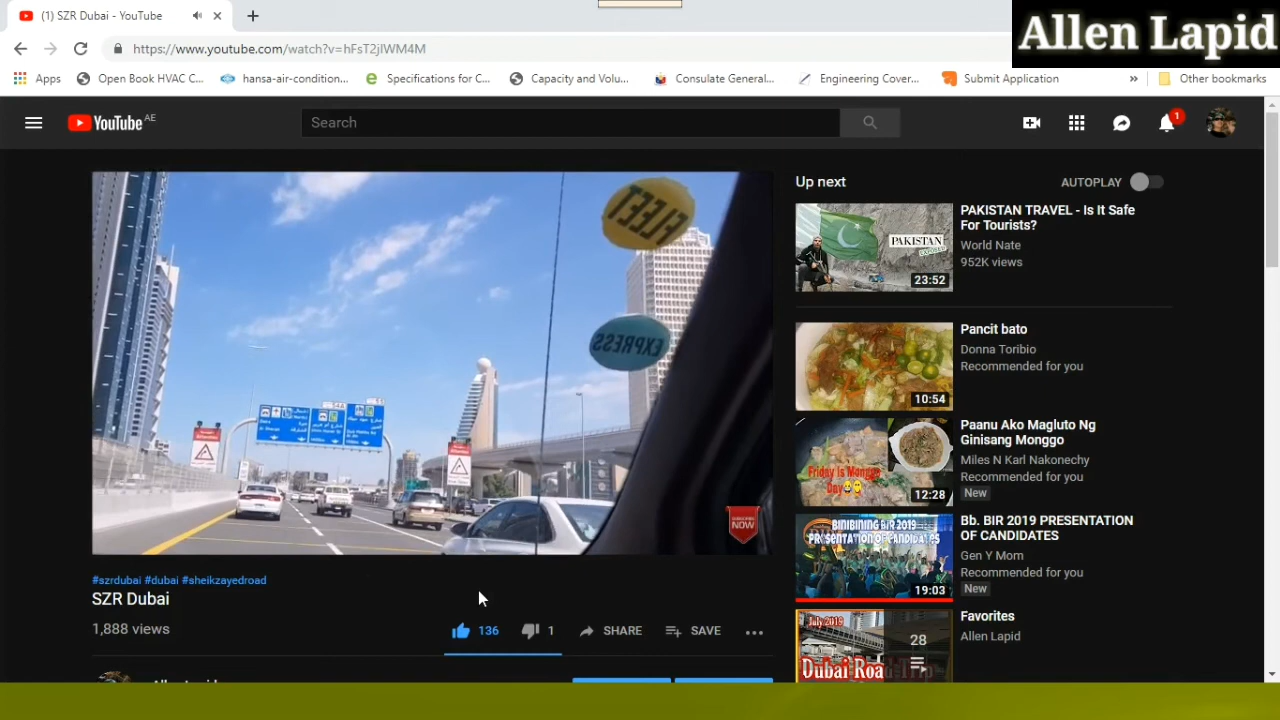 (1) SZR Dubai - YouTube
Allen Lapid
https://www.youtube.com/watch?v=hFsT2jIWM4M
Apps
Open Book HVAC C...
hansa-air-condition...
Specifications for C...
Capacity and Volu...
Consulate General...
Engineering Cover...
Submit Application
»
Other bookmarks
YouTube AE
Search
1
FLEET
EXPRESS
NOW
#szrdubai #dubai #sheikzayedroad
SZR Dubai
1,888 views
136
1
SHARE
SAVE
Up next
AUTOPLAY
PAKISTAN
23:52
PAKISTAN TRAVEL - Is It Safe
For Tourists?
World Nate
952K views
10:54
Pancit bato
Donna Toribio
Recommended for you
Friday is Monggo
Day
12:28
Paanu Ako Magluto Ng
Ginisang Monggo
Miles N Karl Nakonechy
Recommended for you
New
BINIBINING BIR 2019
PRESENTATION OF CANDIDATES
19:03
Bb. BIR 2019 PRESENTATION
OF CANDIDATES
Gen Y Mom
Recommended for you
New
July 2019
Dubai Road Trip
28
Favorites
Allen Lapid